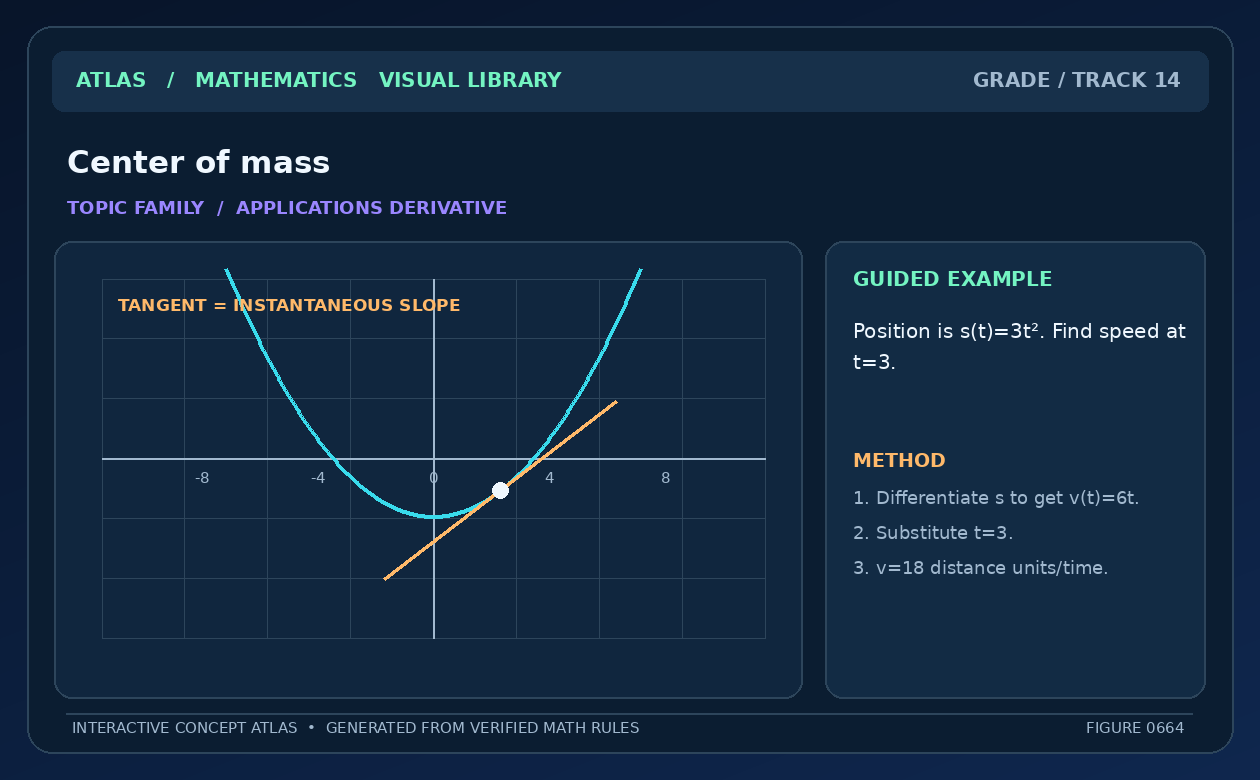 ATLAS / MATHEMATICS VISUAL LIBRARY
GRADE / TRACK 14
Center of mass
TOPIC FAMILY / APPLICATIONS DERIVATIVE
TANGENT = INSTANTANEOUS SLOPE
-8 -4 0 4 8
GUIDED EXAMPLE
Position is s(t)=3t². Find speed at
t=3.
METHOD
1. Differentiate s to get v(t)=6t.
2. Substitute t=3.
3. v=18 distance units/time.
INTERACTIVE CONCEPT ATLAS • GENERATED FROM VERIFIED MATH RULES
FIGURE 0664